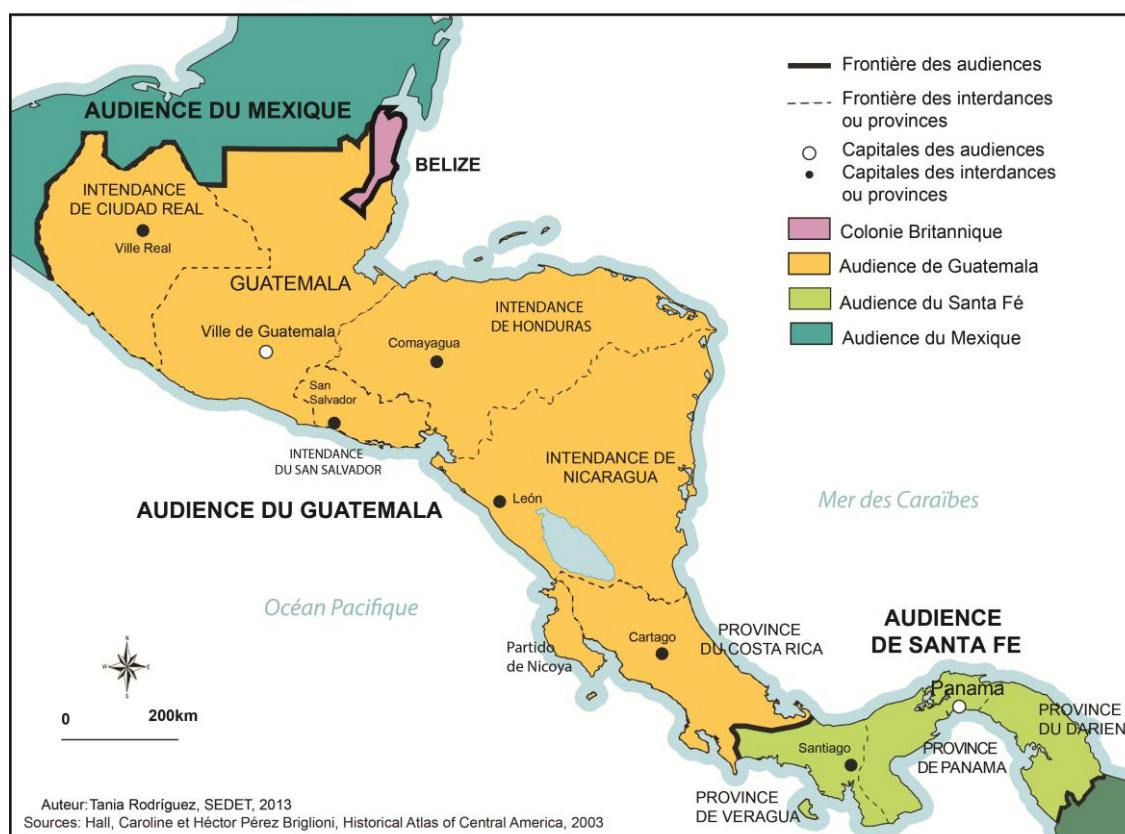 AUDIENCE DU MEXIQUE
BELIZE
INTENDANCE
DE CIUDAD REAL
Ville Real
GUATEMALA
Ville de Guatemala
INTENDANCE
DE HONDURAS
Comayagua
San
Salvador
INTENDANCE
DU SAN SALVADOR
INTENDANCE DE
NICARAGUA
León
AUDIENCE DU GUATEMALA
Mer des Caraïbes
Océan Pacifique
Partido
de Nicoya
Cartago
PROVINCE
DU COSTA RICA
AUDIENCE
DE SANTA FE
Panama
PROVINCE
DU DARIEN
Santiago
PROVINCE
DE PANAMA
PROVINCE
DE VERAGUA
Frontière des audiences
Frontière des interdances
ou provinces
Capitales des audiences
Capitales des interdances
ou provinces
Colonie Britannique
Audience de Guatemala
Audience du Santa Fé
Audience du Mexique
N
W E
S
0 200km
Auteur:Tania Rodríguez, SEDET, 2013
Sources: Hall, Caroline et Héctor Pérez Briglioni, Historical Atlas of Central America, 2003